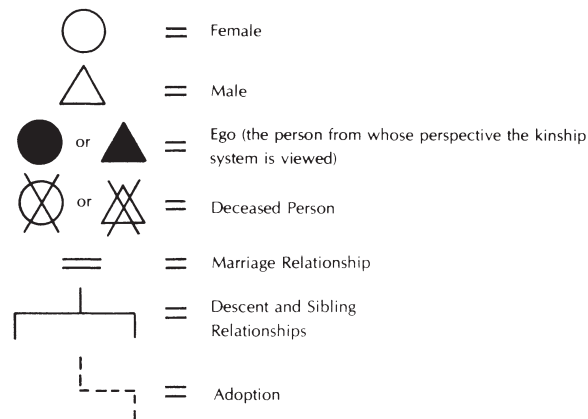 Female
Male
or
Ego (the person from whose perspective the kinship
system is viewed)
or
Deceased Person
Marriage Relationship
Descent and Sibling
Relationships
Adoption